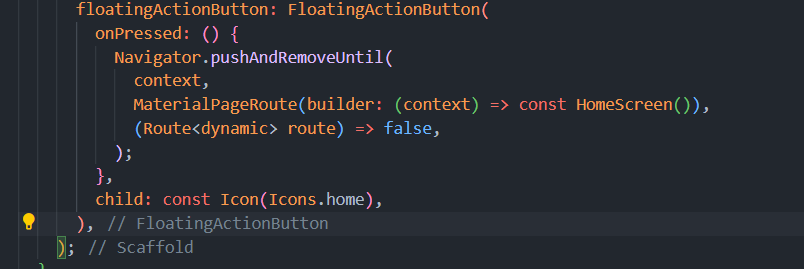 floatingActionButton: FloatingActionButton(
onPressed: () {
Navigator.pushAndRemoveUntil(
context,
MaterialPageRoute(builder: (context) => const HomeScreen()),
(Route<dynamic> route) => false,
);
},
child: const Icon(Icons.home),
), // FloatingActionButton
); // Scaffold
}